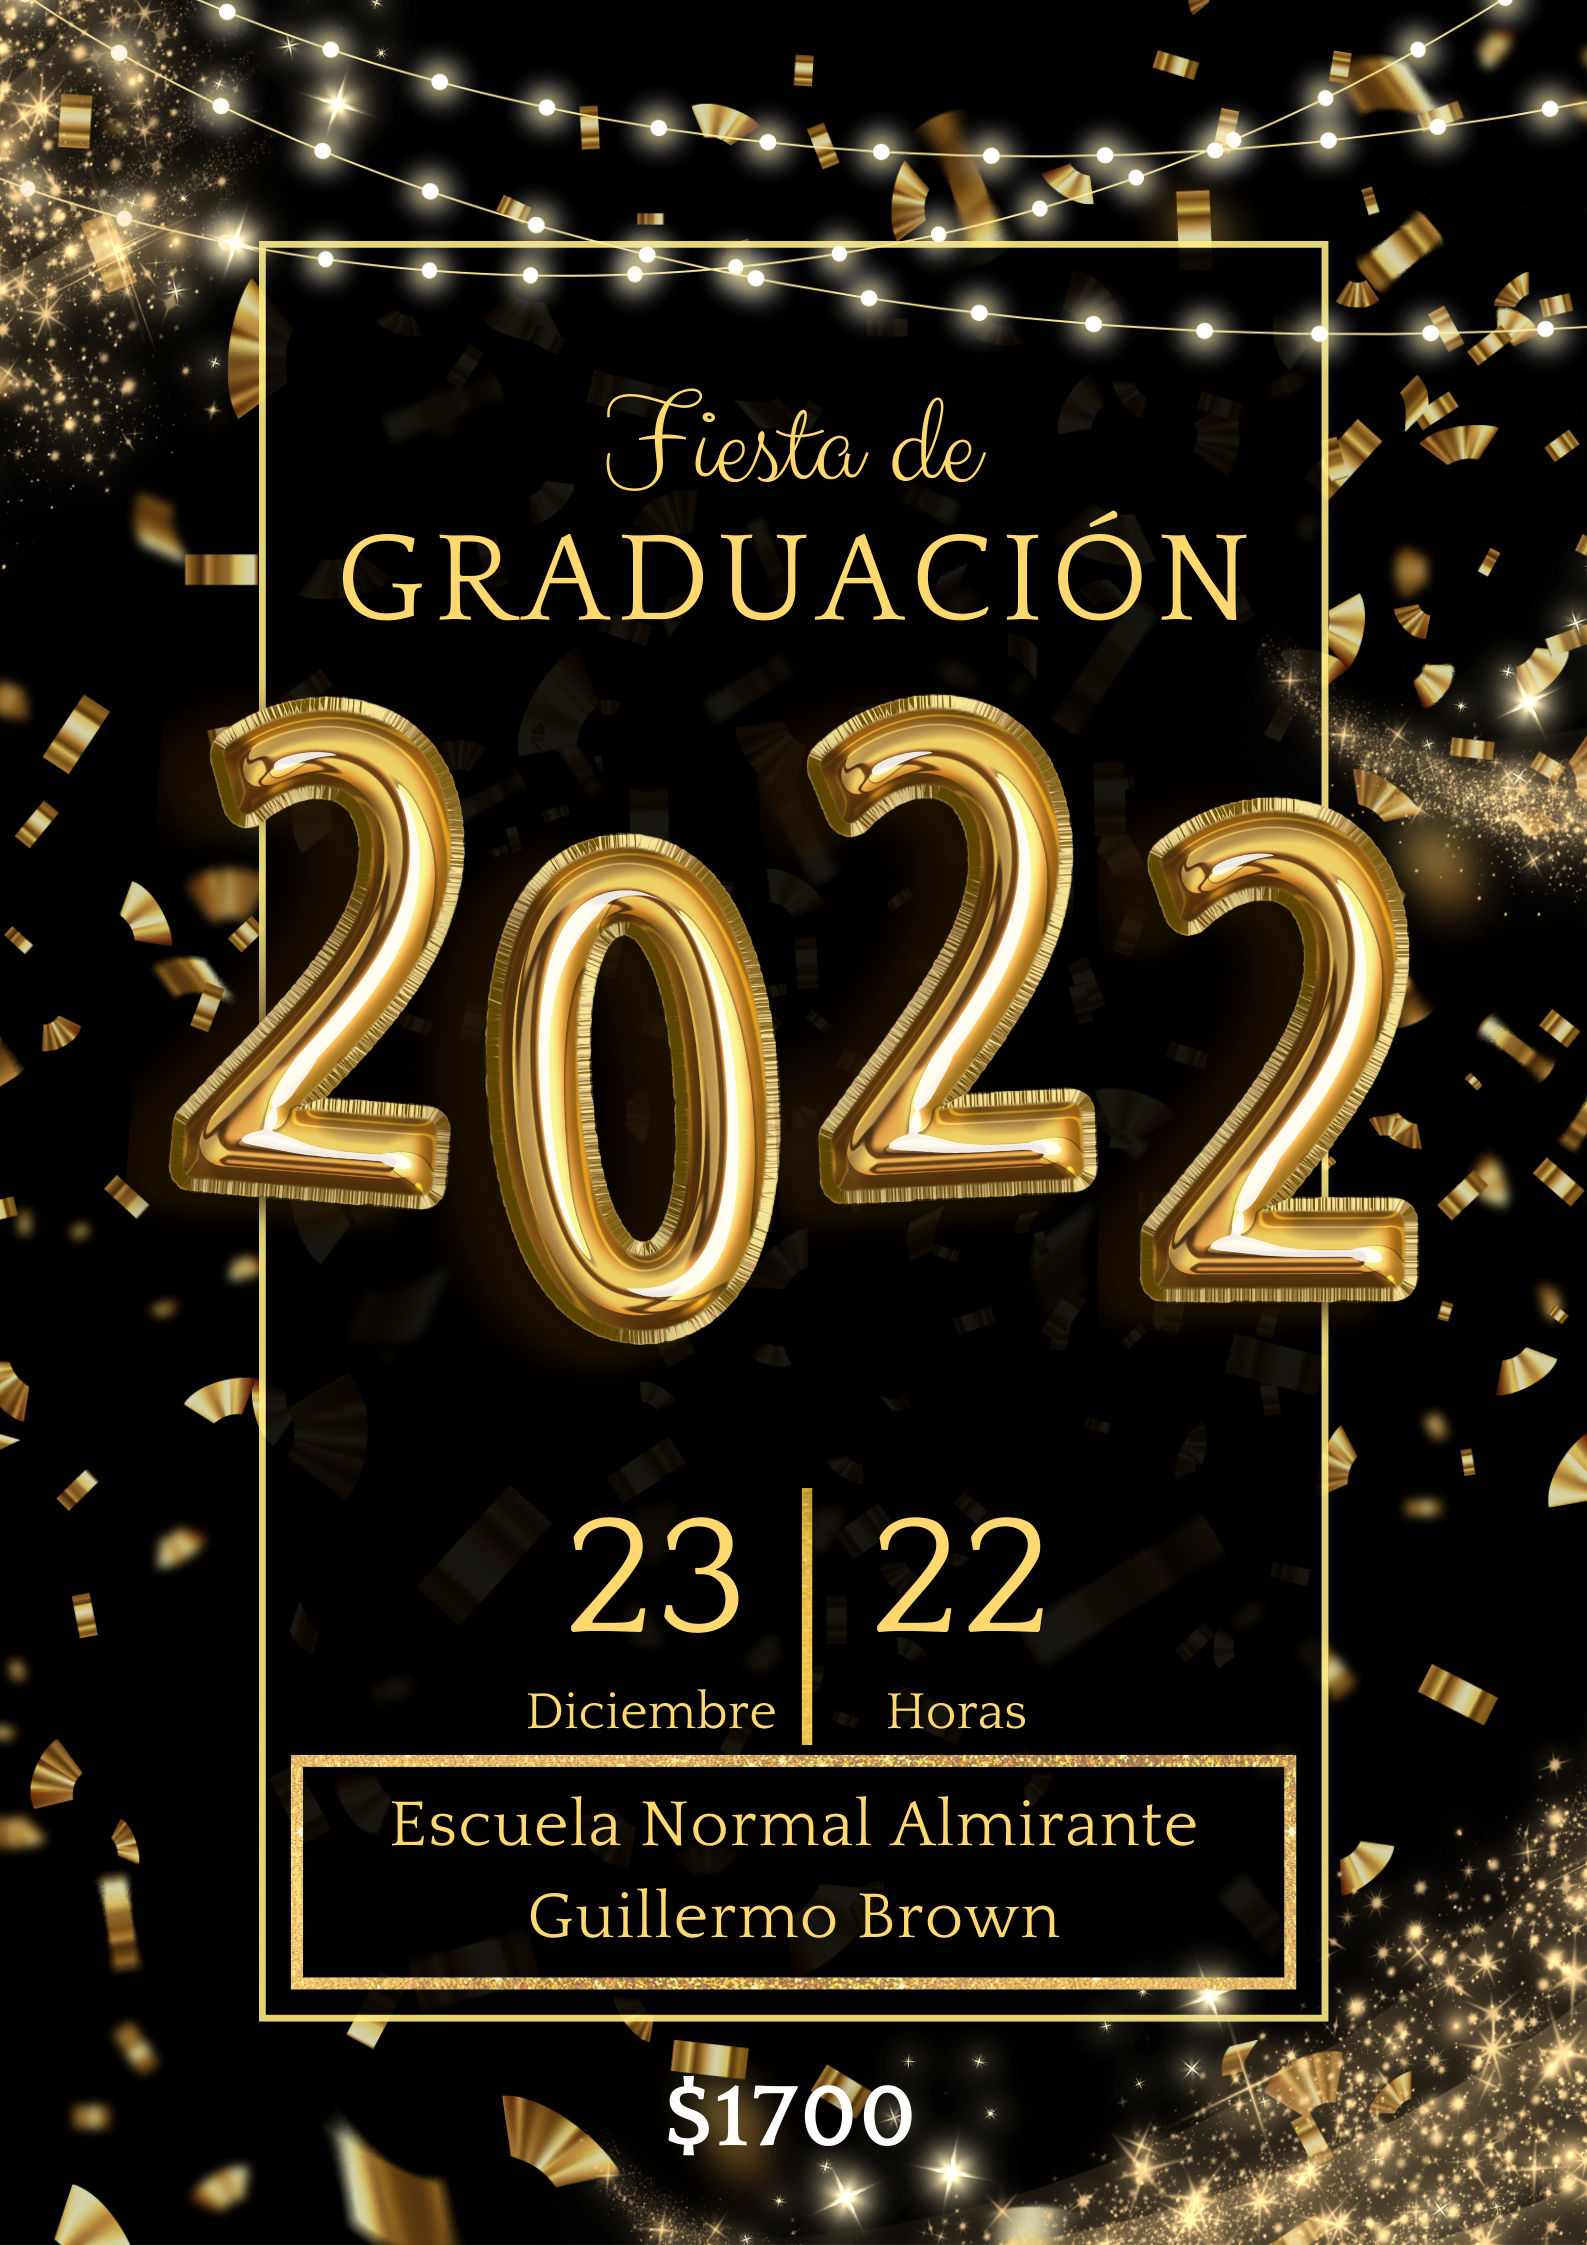 Fiesta de
GRADUACIÓN
2022
23 22
Diciembre Horas
Escuela Normal Almirante
Guillermo Brown
$1700